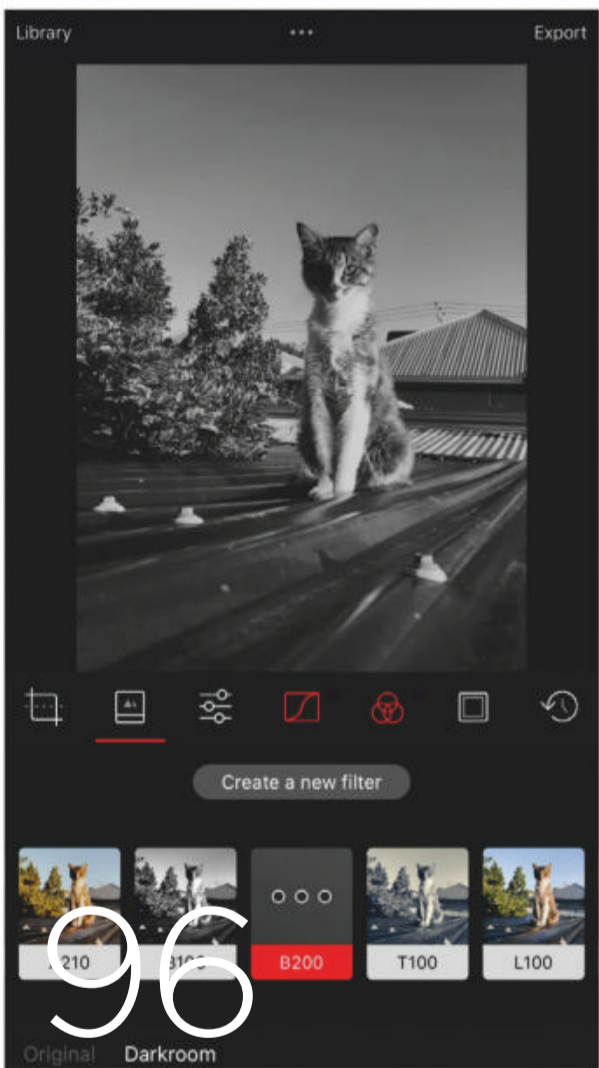 Library ••• Export
Create a new filter
B200 T100 L100
96
Original Darkroom